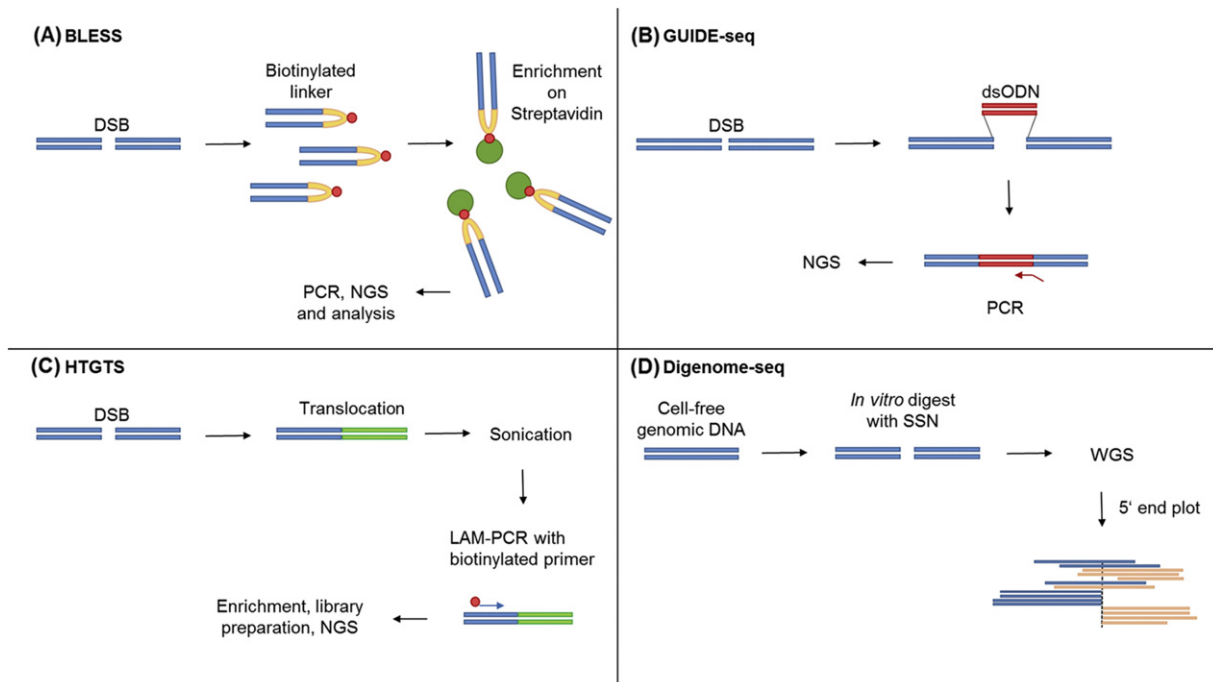 (A) BLESS
Biotinylated
linker
DSB
Enrichment
on
Streptavidin
PCR, NGS
and analysis
(B) GUIDE-seq
dsODN
DSB
NGS
PCR
(C) HTGTS
DSB
Translocation
Sonication
LAM-PCR with
biotinylated primer
Enrichment, library
preparation, NGS
(D) Digenome-seq
Cell-free
genomic DNA
In vitro digest
with SSN
WGS
5‘ end plot